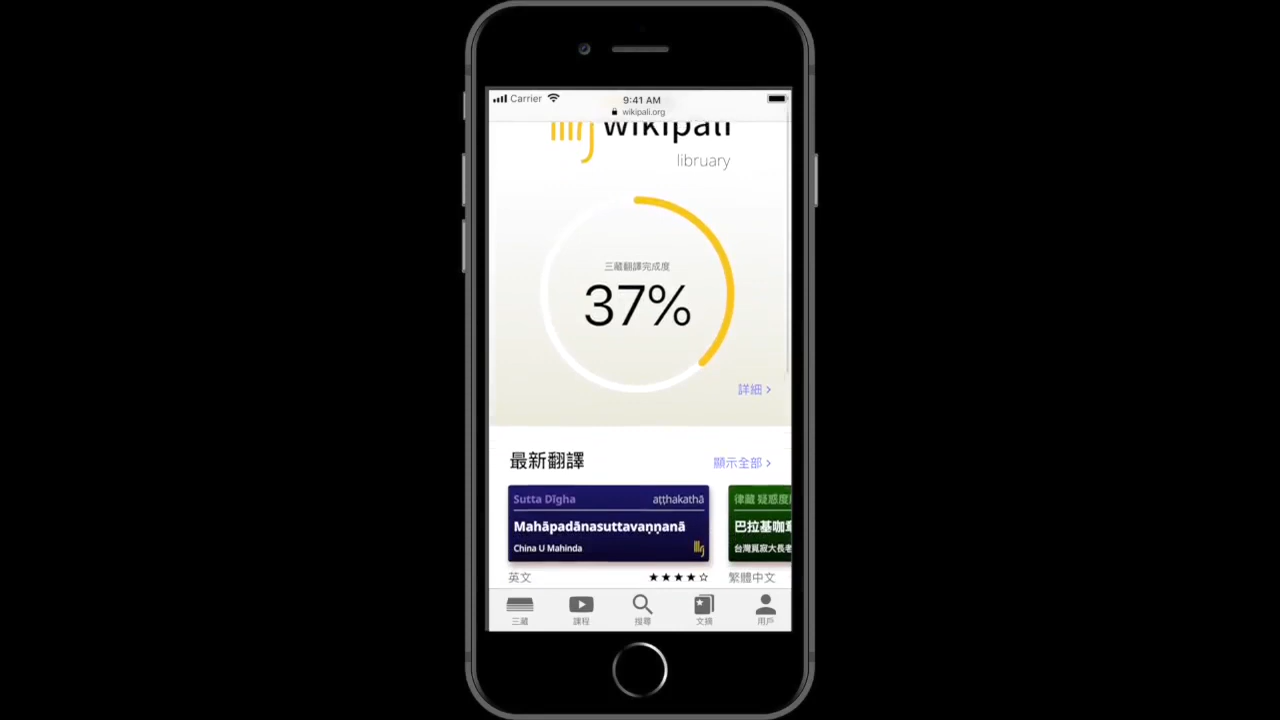 Carrier
9:41 AM
wikipali.org
wikipali
libruary
三藏翻譯完成度
37%
詳細 >
最新翻譯
顯示全部 >
Sutta Dīgha aṭṭhakathā
Mahāpadānasuttavaṇṇanā
China U Mahinda
律藏 疑惑度
巴拉基咖
台灣覓寂大長老
英文 ★★★★☆
繁體中文
三藏
課程
搜尋
文摘
用戶